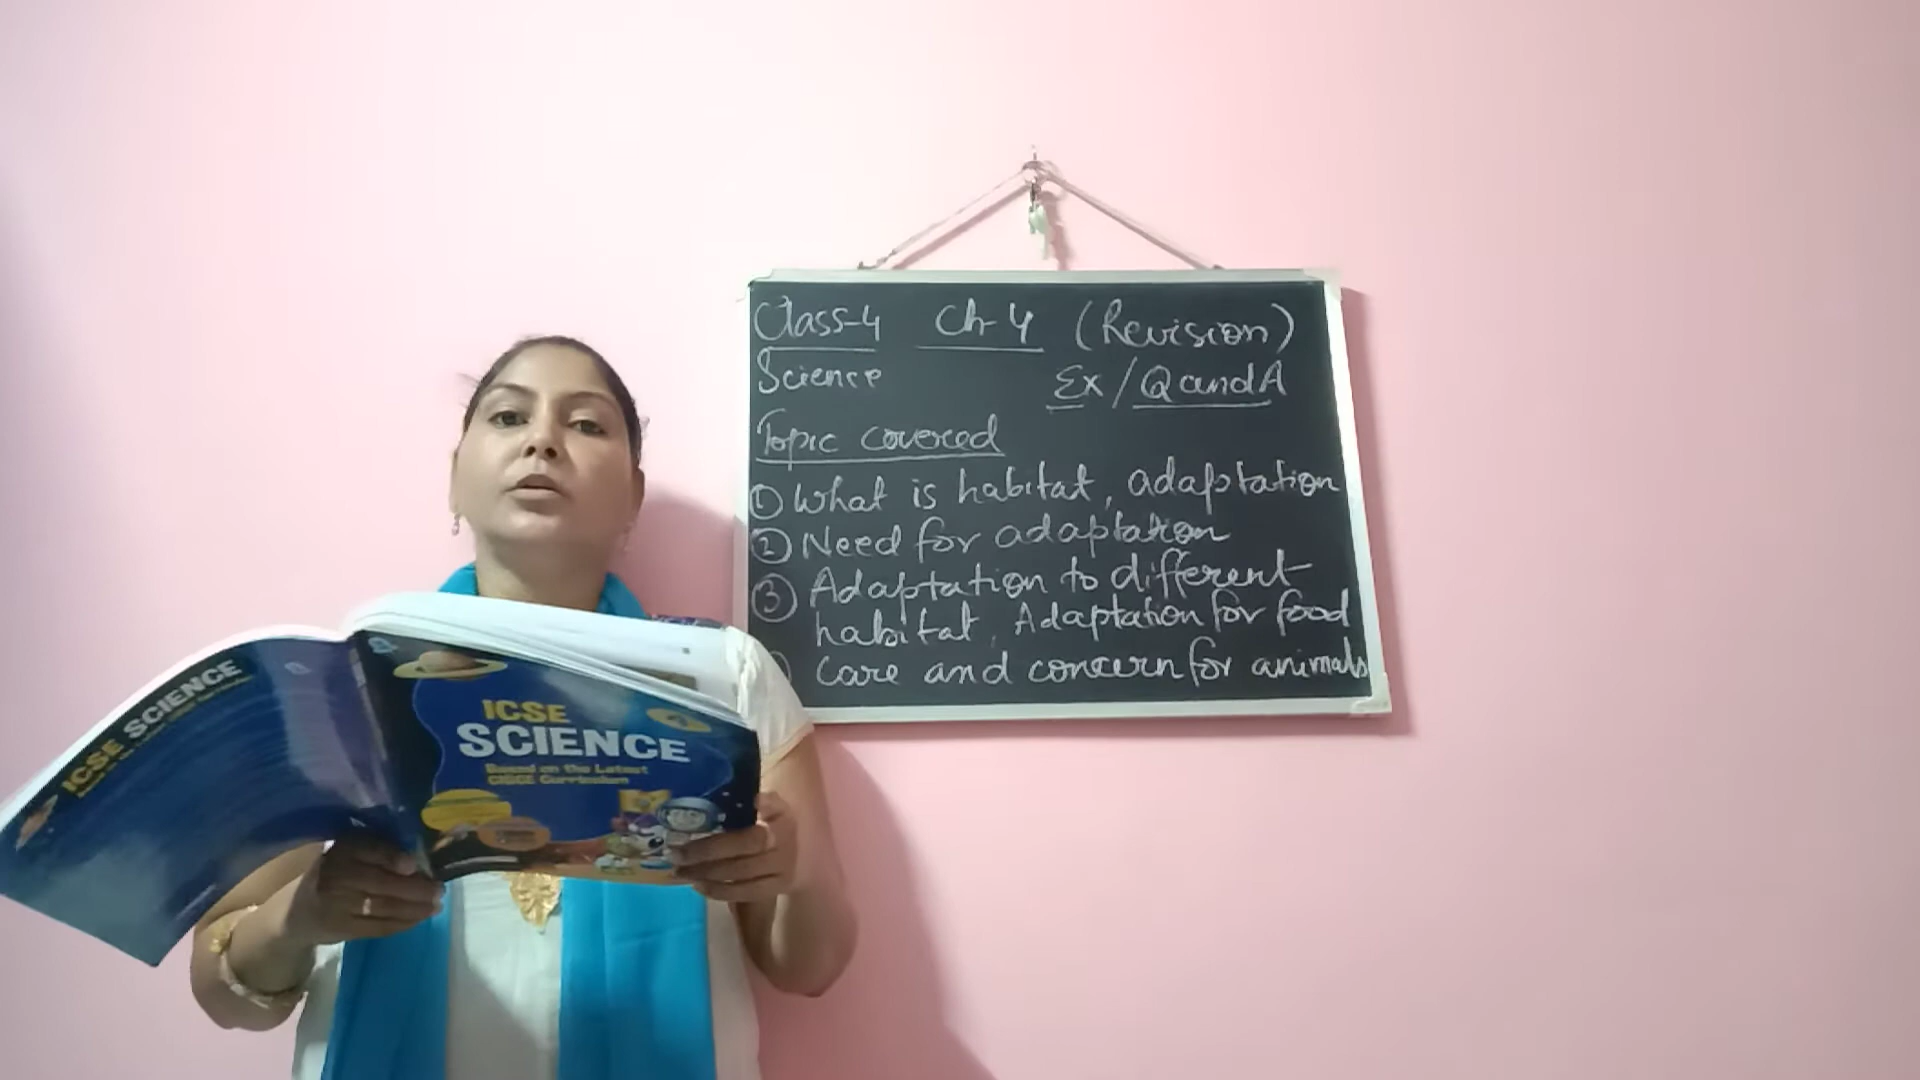 Class-4 Ch-4 (Revision)
Science Ex/Q and A
Topic covered
① What is habitat, adaptation
② Need for adaptation
③ Adaptation to different
habitat, Adaptation for food
care and concern for animals
ICSE
SCIENCE
Based on the Latest
CISCE Curriculum
ICSE SCIENCE